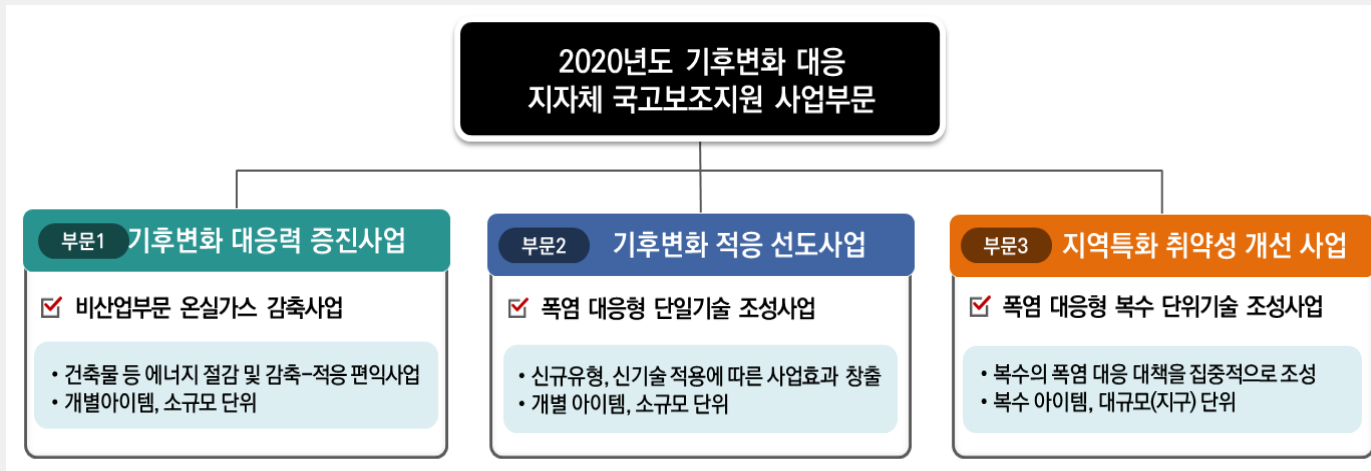 2020년도 기후변화 대응
지자체 국고보조지원 사업부문
부문1 기후변화 대응력 증진사업
비산업부문 온실가스 감축사업
• 건축물 등 에너지 절감 및 감축-적응 편익사업
• 개별아이템, 소규모 단위
부문2 기후변화 적응 선도사업
폭염 대응형 단일기술 조성사업
• 신규유형, 신기술 적용에 따른 사업효과 창출
• 개별 아이템, 소규모 단위
부문3 지역특화 취약성 개선 사업
폭염 대응형 복수 단위기술 조성사업
• 복수의 폭염 대응 대책을 집중적으로 조성
• 복수 아이템, 대규모(지구) 단위